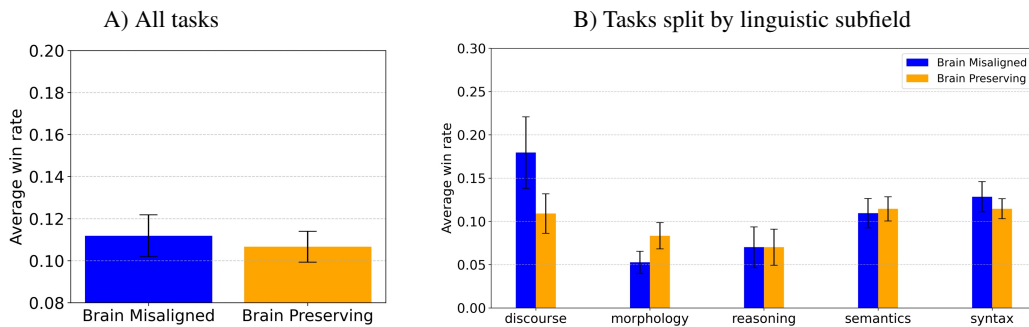 A) All tasks
Average win rate
0.20
0.18
0.16
0.14
0.12
0.10
0.08
Brain Misaligned
Brain Preserving
B) Tasks split by linguistic subfield
Average win rate
0.30
0.25
0.20
0.15
0.10
0.05
0.00
Brain Misaligned
Brain Preserving
discourse
morphology
reasoning
semantics
syntax